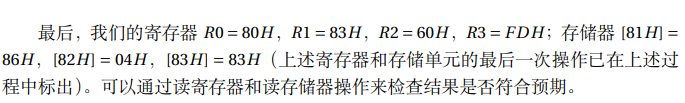 最后，我们的寄存器 R0 = 80H，R1 = 83H，R2 = 60H，R3 = FDH；存储器 [81H] =
86H，[82H] = 04H，[83H] = 83H（上述寄存器和存储单元的最后一次操作已在上述过
程中标出）。可以通过读寄存器和读存储器操作来检查结果是否符合预期。